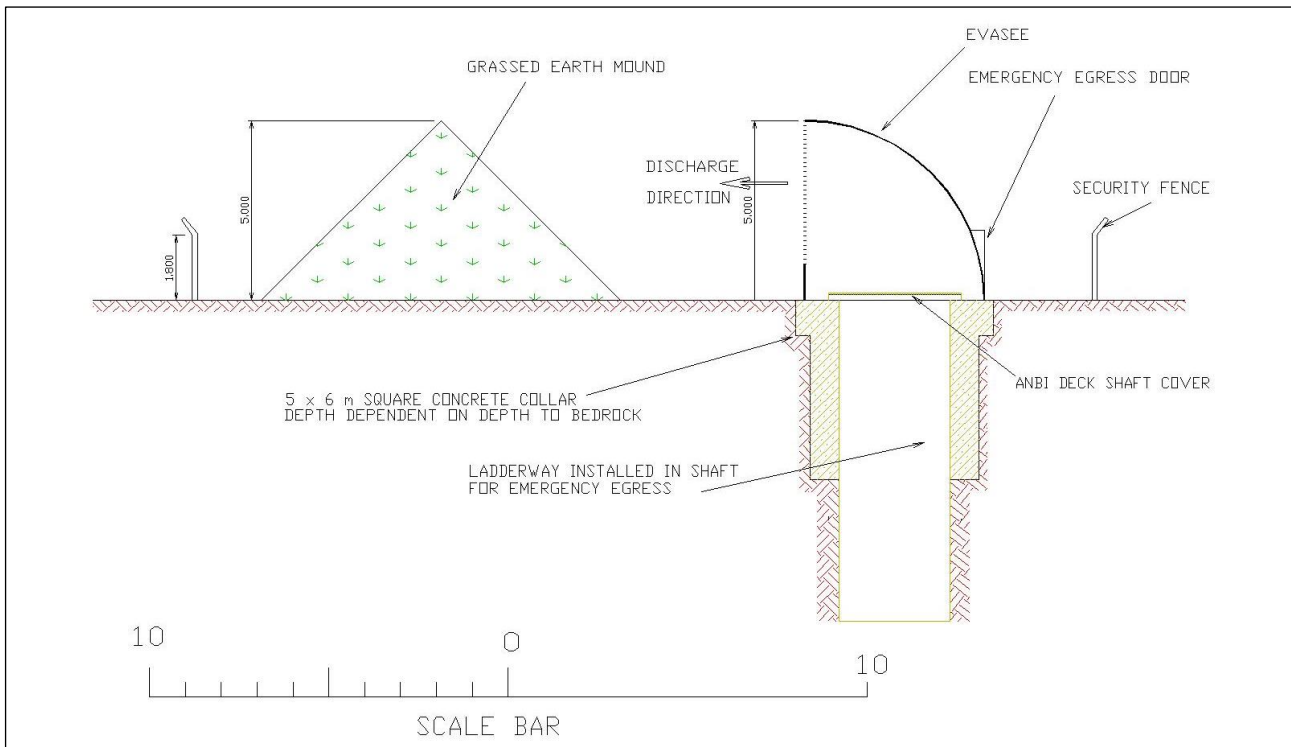 EVASEE
GRASSED EARTH MOUND
EMERGENCY EGRESS DOOR
DISCHARGE
DIRECTION
SECURITY FENCE
5.000
5.000
1.800
ANBI DECK SHAFT COVER
5 x 6 m SQUARE CONCRETE COLLAR
DEPTH DEPENDENT ON DEPTH TO BEDROCK
LADDERWAY INSTALLED IN SHAFT
FOR EMERGENCY EGRESS
10 0 10
SCALE BAR